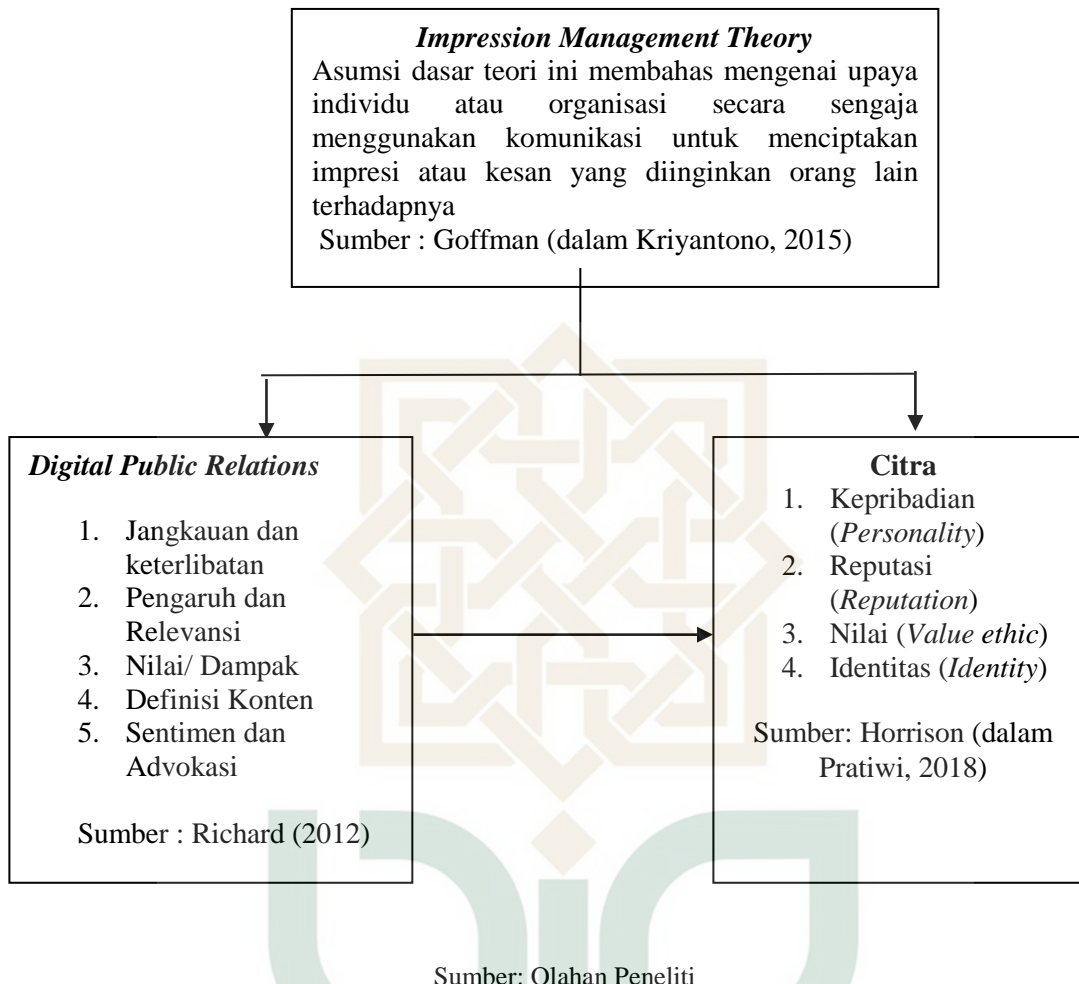 Impression Management Theory
Asumsi dasar teori ini membahas mengenai upaya
individu atau organisasi secara sengaja
menggunakan komunikasi untuk menciptakan
impresi atau kesan yang diinginkan orang lain
terhadapnya
Sumber : Goffman (dalam Kriyantono, 2015)
Digital Public Relations
1. Jangkauan dan
keterlibatan
2. Pengaruh dan
Relevansi
3. Nilai/ Dampak
4. Definisi Konten
5. Sentimen dan
Advokasi
Sumber : Richard (2012)
Citra
1. Kepribadian
(Personality)
2. Reputasi
(Reputation)
3. Nilai (Value ethic)
4. Identitas (Identity)
Sumber: Horrison (dalam
Pratiwi, 2018)
Sumber: Olahan Peneliti